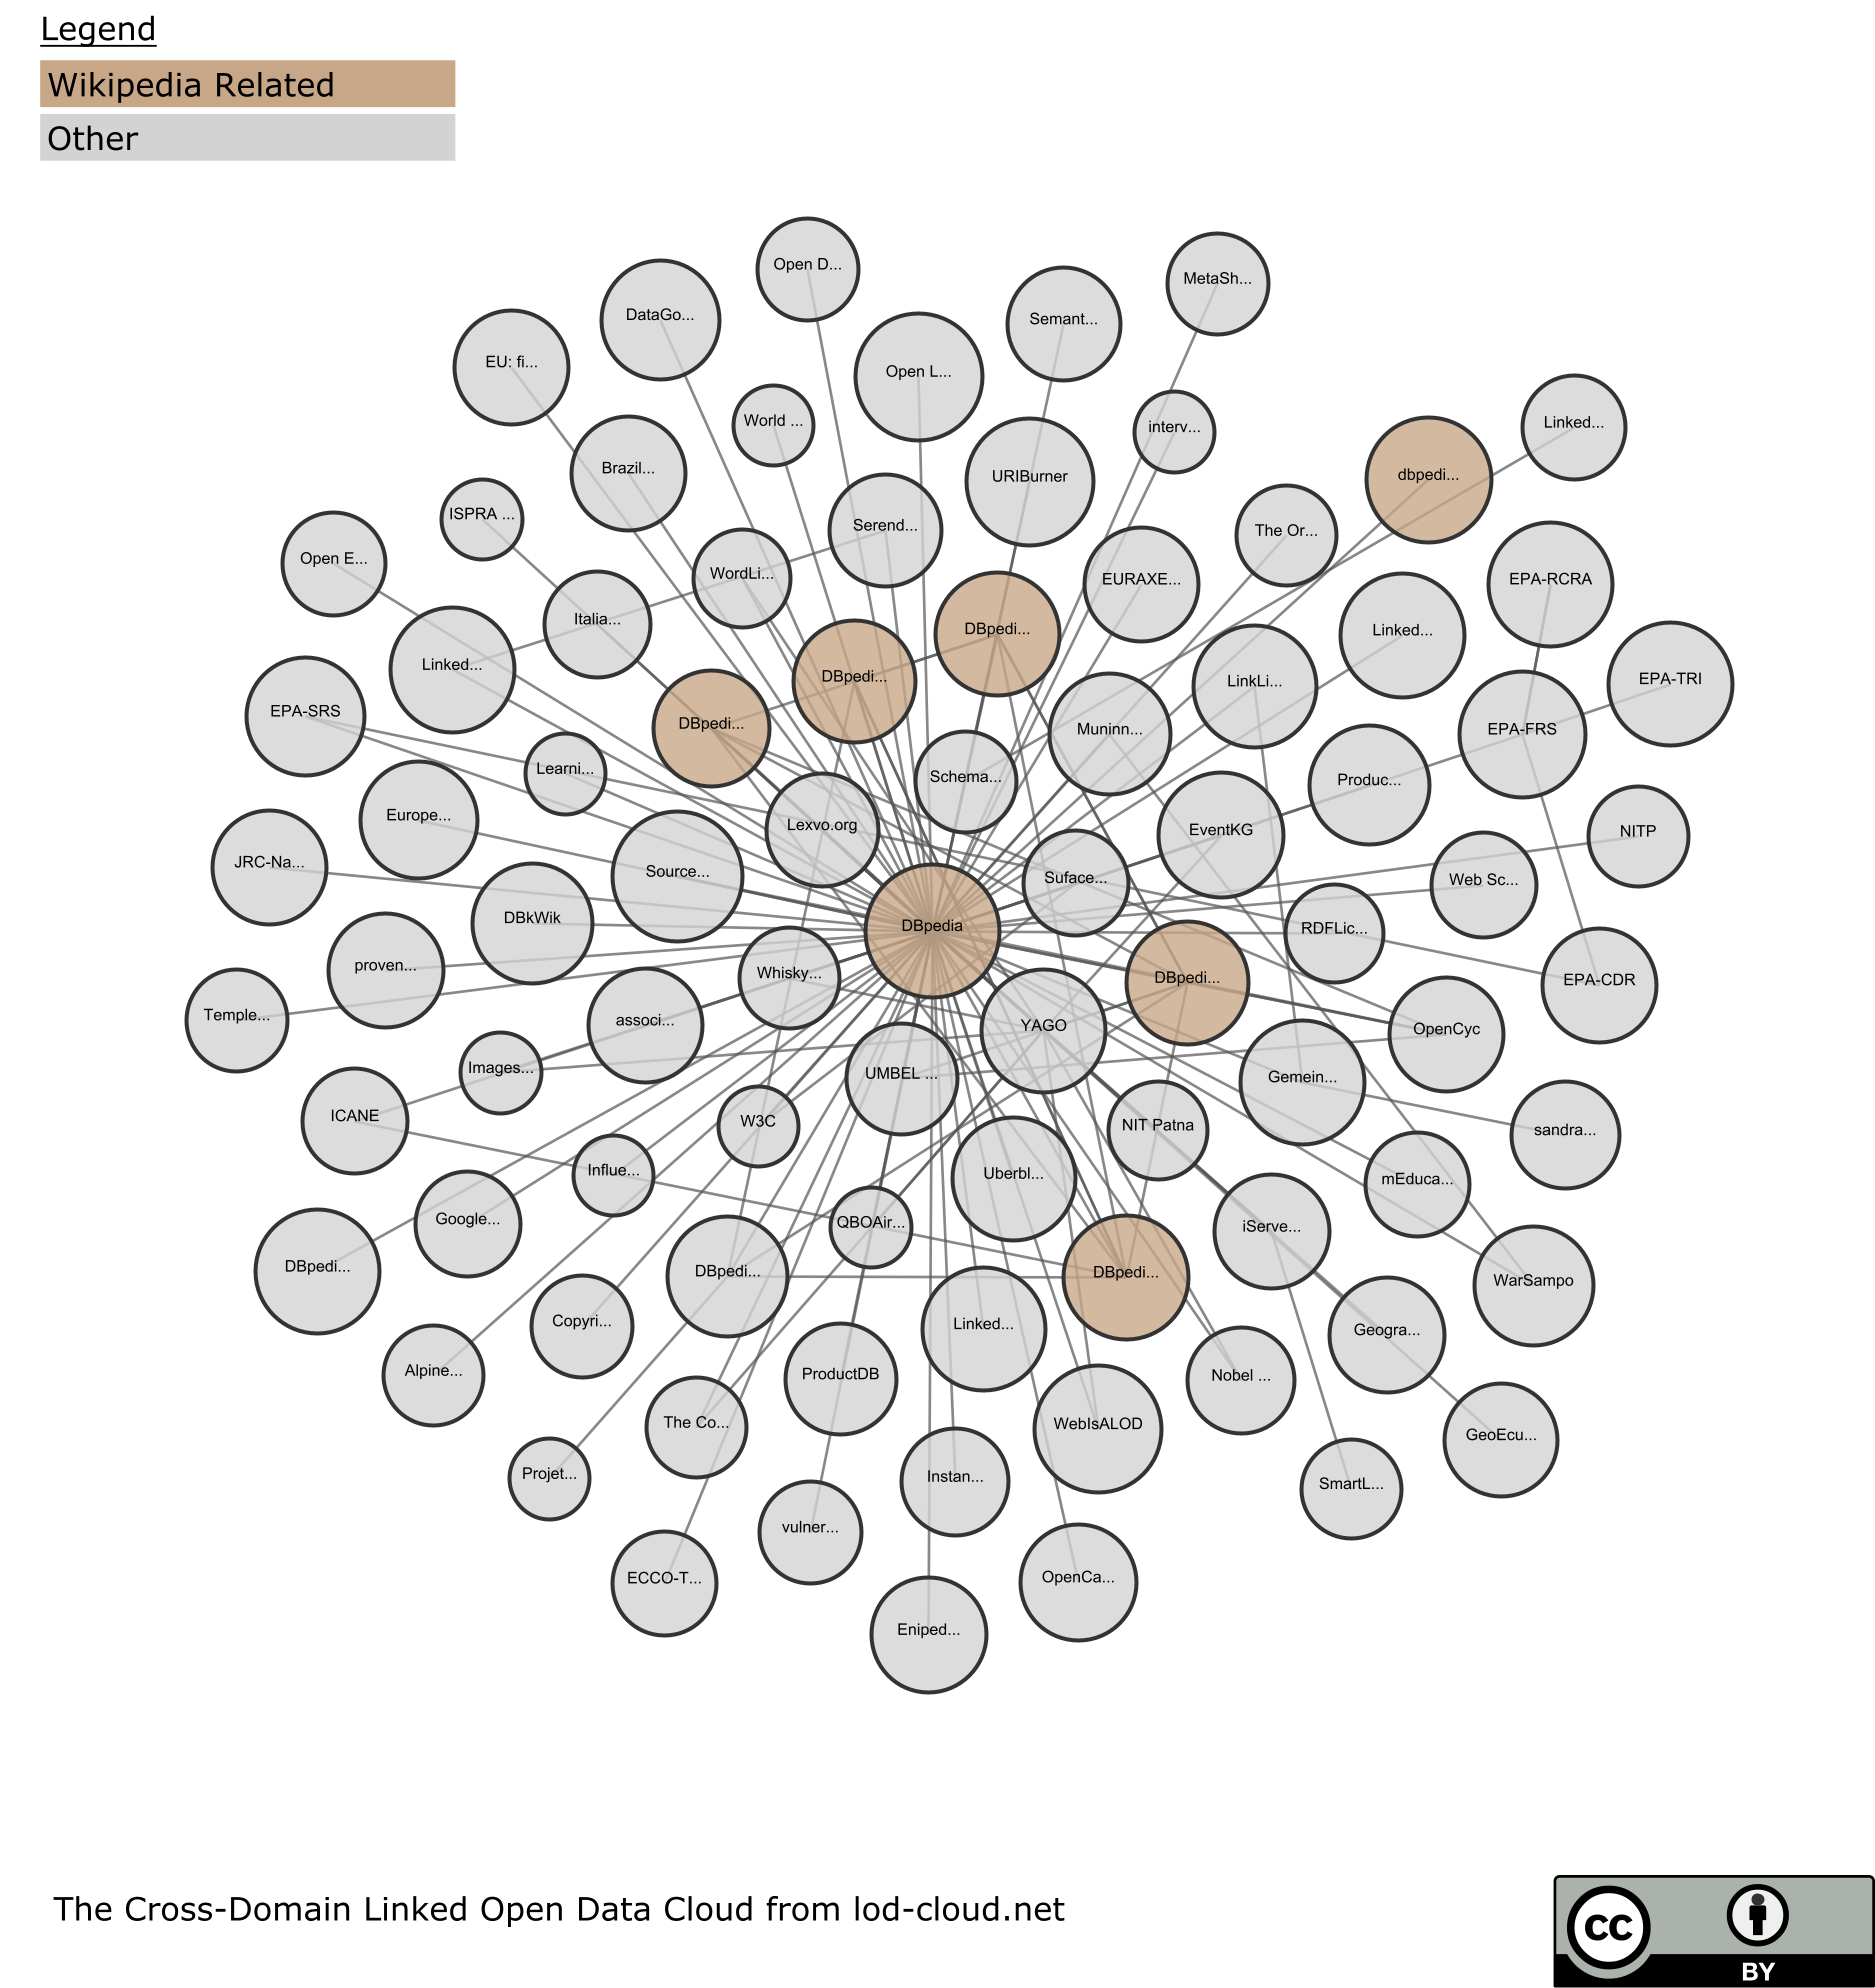 Legend
Wikipedia Related
Other
Open D...
MetaSh...
DataGo...
Semant...
EU: fi...
Open L...
World ...
interv...
Linked...
Brazil...
URIBurner
dbpedi...
ISPRA ...
Serend...
The Or...
Open E...
WordLi...
EURAXE...
EPA-RCRA
Italia...
DBpedi...
Linked...
Linked...
DBpedi...
LinkLi...
EPA-TRI
EPA-SRS
DBpedi...
Muninn...
EPA-FRS
Learni...
Schema...
Produc...
Europe...
Lexvo.org
EventKG
NITP
JRC-Na...
Source...
Suface...
Web Sc...
DBkWik
DBpedia
RDFLic...
proven...
Whisky...
DBpedi...
EPA-CDR
Temple...
associ...
YAGO
OpenCyc
Images...
UMBEL ...
Gemein...
ICANE
W3C
NIT Patna
sandra...
Influe...
Uberbl...
mEduca...
Google...
QBOAir...
iServe...
DBpedi...
DBpedi...
DBpedi...
WarSampo
Copyri...
Linked...
Geogra...
Alpine...
ProductDB
Nobel ...
The Co...
WebIsALOD
GeoEcu...
Projet...
Instan...
SmartL...
vulner...
ECCO-T...
OpenCa...
Eniped...
The Cross-Domain Linked Open Data Cloud from lod-cloud.net
cc
BY